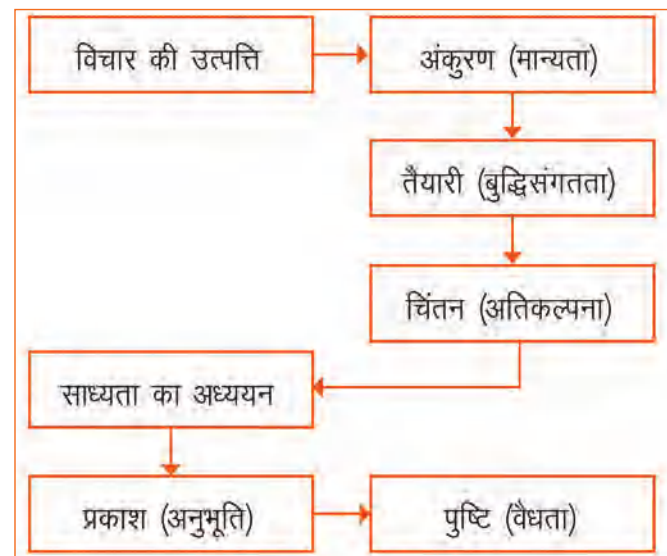 विचार की उत्पत्ति
अंकुरण (मान्यता)
तैयारी (बुद्धिसंगतता)
चिंतन (अतिकल्पना)
साध्यता का अध्ययन
प्रकाश (अनुभूति)
पुष्टि (वैधता)